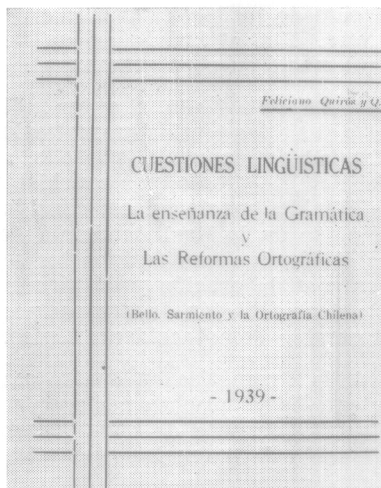 Feliciano Quirós y Q.
CUESTIONES LINGÜISTICAS
La enseñanza de la Gramática
y
Las Reformas Ortográficas
(Bello, Sarmiento y la Ortografía Chilena)
- 1939 -